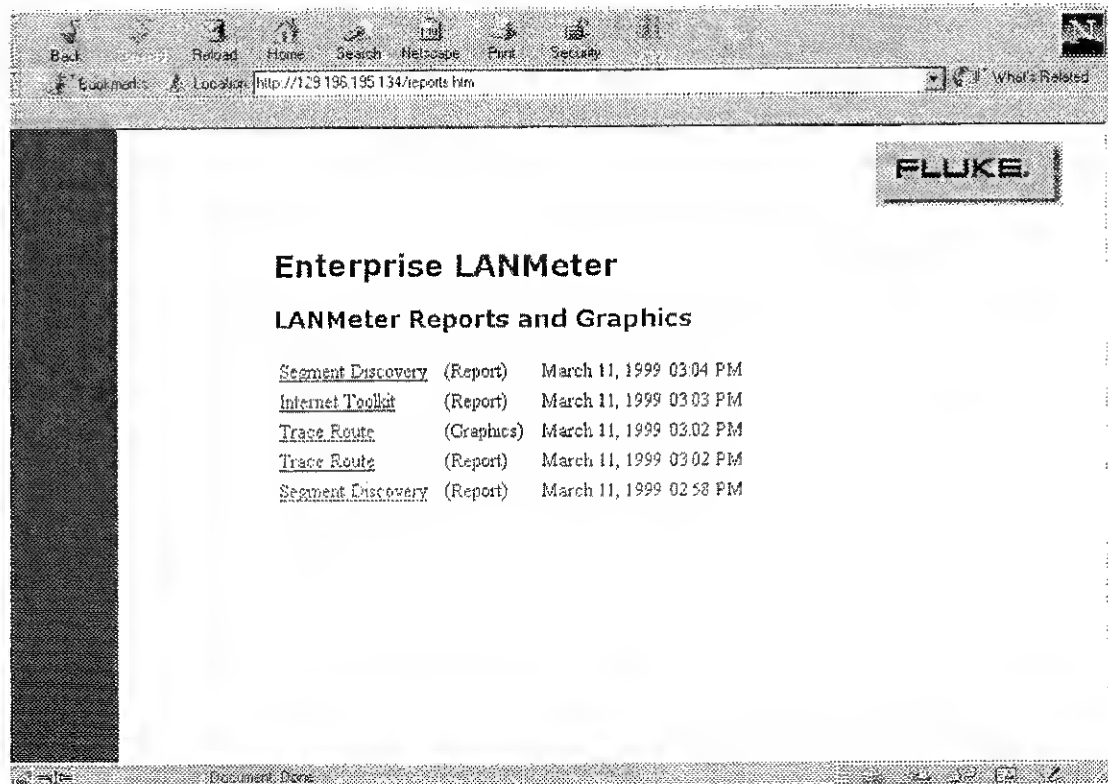 Back Reload Home Search Netscape Print Security
Bookmarks Location: http://129.196.195.134/reports.htm What's Related
N
FLUKE.
Enterprise LANMeter
LANMeter Reports and Graphics
Segment Discovery (Report) March 11, 1999 03:04 PM
Internet Toolkit (Report) March 11, 1999 03:03 PM
Trace Route (Graphics) March 11, 1999 03:02 PM
Trace Route (Report) March 11, 1999 03:02 PM
Segment Discovery (Report) March 11, 1999 02:58 PM
Document: Done